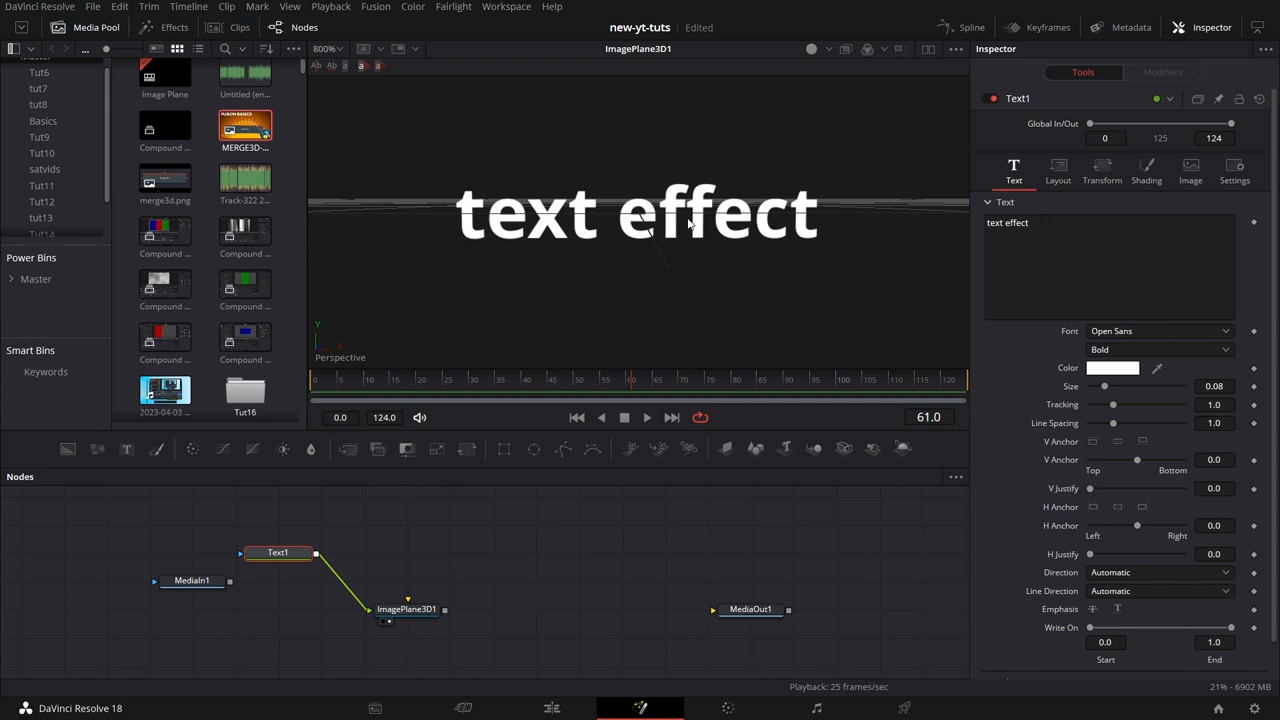 DaVinci Resolve File Edit Trim Timeline Clip Mark View Playback Fusion Color Fairlight Workspace Help
Media Pool Effects Clips Nodes new-yt-tuts Edited Spline Keyframes Metadata Inspector
... 800% ImagePlane3D1 Inspector
Master
Tut6
tut7
tut8
Basics
Tut9
Tut10
satvids
Tut11
Tut12
tut13
Tut14
Power Bins
Master
Smart Bins
Keywords
Image Plane Untitled (en...
FUSION BASICS
Compound ... MERGE3D-...
merge3d.png Track-322 2...
Compound ... Compound ...
Compound ... Compound ...
Compound ... Compound ...
2023-04-03 ... Tut16
text effect
Y
X
Perspective
0 5 10 15 20 25 30 35 40 45 50 55 60 65 70 75 80 85 90 95 100 105 110 115 120
0.0 124.0 61.0
Nodes
Text1
MediaIn1
ImagePlane3D1
MediaOut1
Tools Modifiers
Text1
Global In/Out
0 125 124
Text Layout Transform Shading Image Settings
Text
text effect
Font Open Sans
Bold
Color
Size 0.08
Tracking 1.0
Line Spacing 1.0
V Anchor
V Anchor 0.0
Top Bottom
V Justify 0.0
H Anchor
H Anchor 0.0
Left Right
H Justify 0.0
Direction Automatic
Line Direction Automatic
Emphasis T T
Write On
0.0 1.0
Start End
Playback: 25 frames/sec 21% - 6902 MB
DaVinci Resolve 18